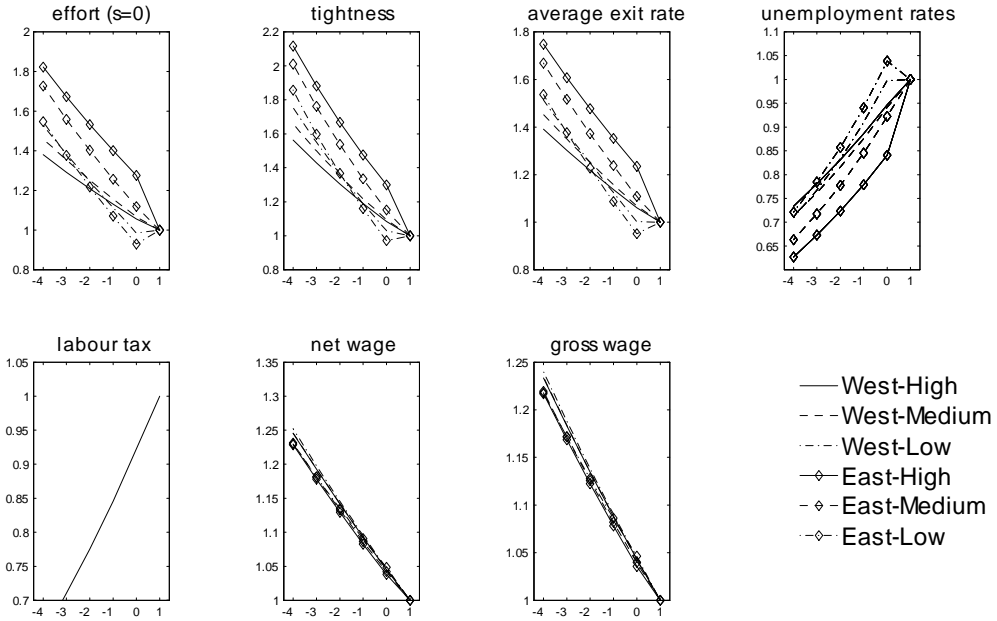 effort (s=0)
2
1.8
1.6
1.4
1.2
1
0.8
-4 -3 -2 -1 0 1
tightness
2.2
2
1.8
1.6
1.4
1.2
1
0.8
-4 -3 -2 -1 0 1
average exit rate
1.8
1.6
1.4
1.2
1
0.8
-4 -3 -2 -1 0 1
unemployment rates
1.1
1.05
1
0.95
0.9
0.85
0.8
0.75
0.7
0.65
-4 -3 -2 -1 0 1
labour tax
1.05
1
0.95
0.9
0.85
0.8
0.75
0.7
-4 -3 -2 -1 0 1
net wage
1.35
1.3
1.25
1.2
1.15
1.1
1.05
1
-4 -3 -2 -1 0 1
gross wage
1.25
1.2
1.15
1.1
1.05
1
-4 -3 -2 -1 0 1
West-High
West-Medium
West-Low
East-High
East-Medium
East-Low